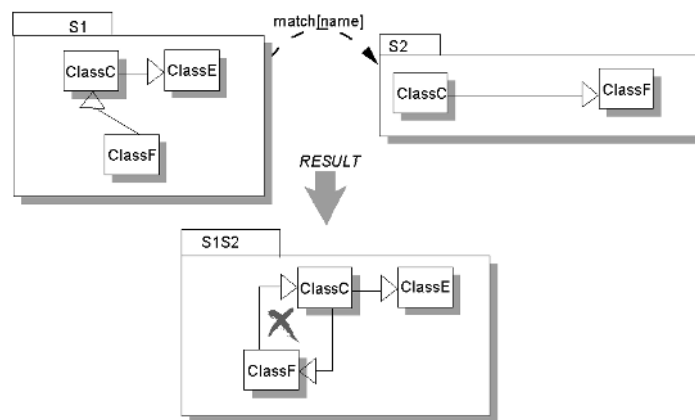 S1
match[name]
S2
ClassC
ClassE
ClassC
ClassF
ClassF
RESULT
S1S2
ClassC
ClassE
ClassF